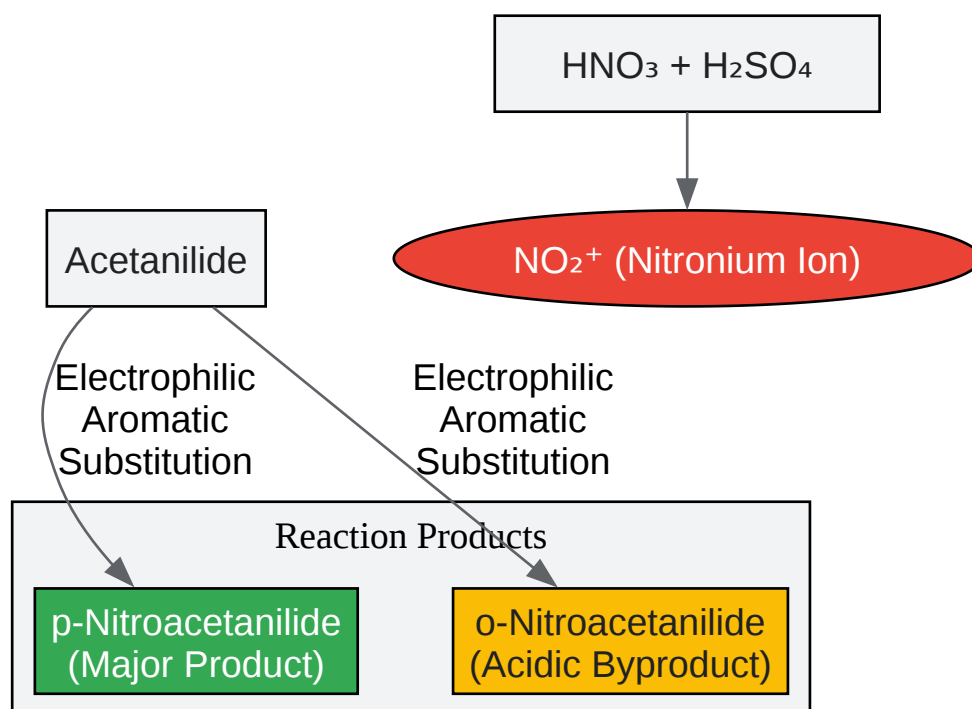 HNO₃ + H₂SO₄
Acetanilide
NO₂⁺ (Nitronium Ion)
Electrophilic
Aromatic
Substitution
Electrophilic
Aromatic
Substitution
Reaction Products
p-Nitroacetanilide
(Major Product)
o-Nitroacetanilide
(Acidic Byproduct)